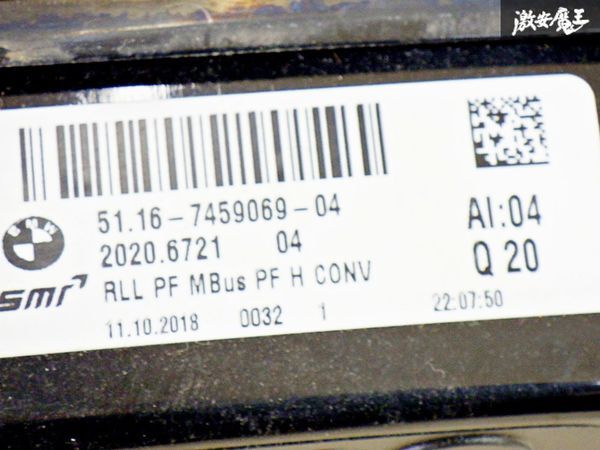 激安魔王
51.16-7459069-04
2020.6721 04
AI:04
Q 20
BMW
smr
RLL PF MBus PF H CONV
11.10.2018 0032 1
22:07:50